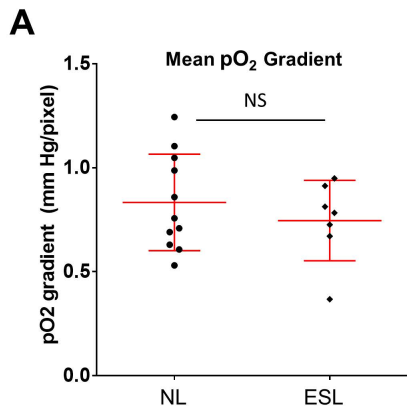 A
Mean pO₂ Gradient
NS
pO2 gradient (mm Hg/pixel)
1.5
1.0
0.5
0.0
NL ESL